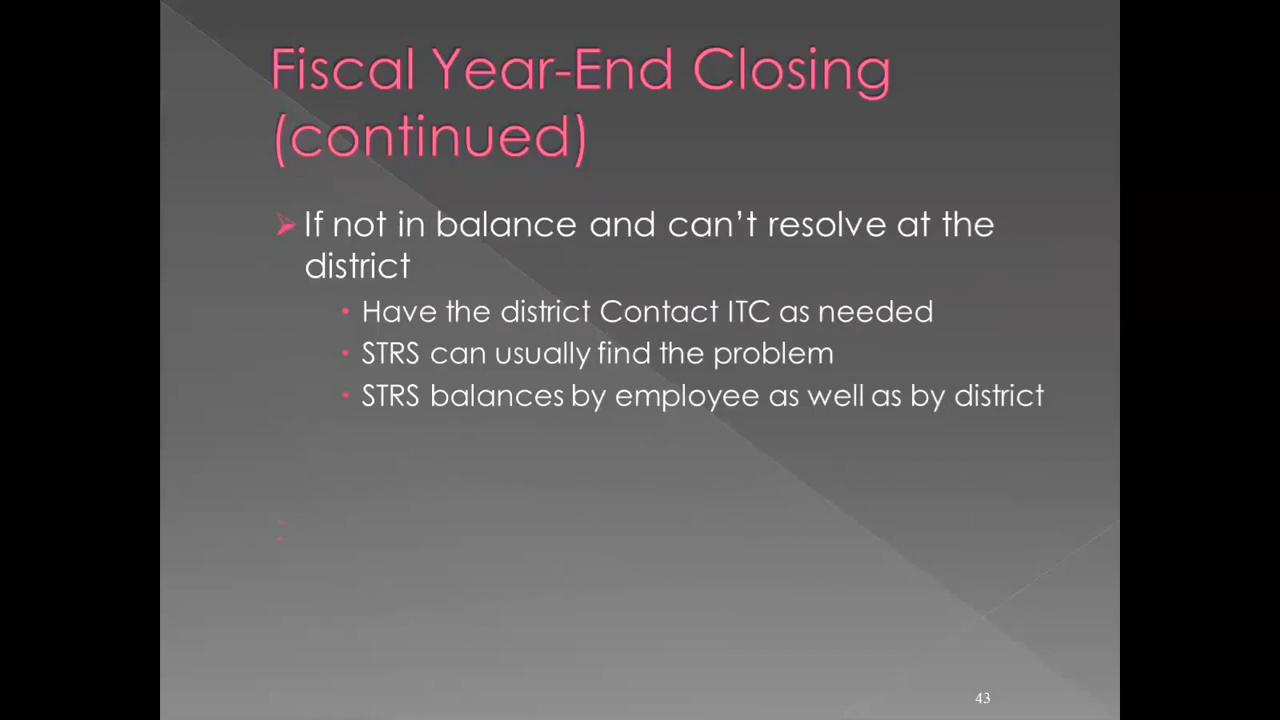 Fiscal Year-End Closing
(continued)
If not in balance and can’t resolve at the
district
Have the district Contact ITC as needed
STRS can usually find the problem
STRS balances by employee as well as by district
43